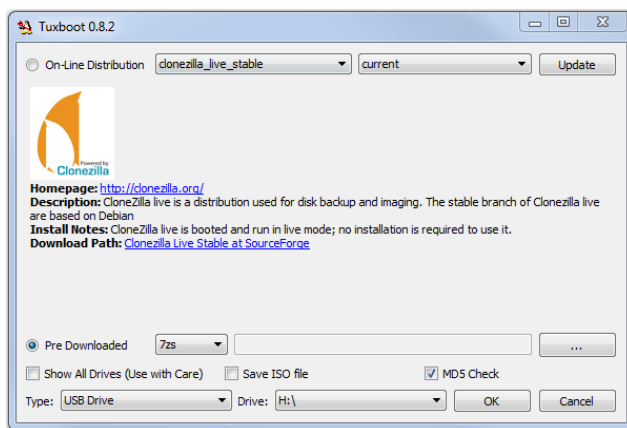 Tuxboot 0.8.2
On-Line Distribution clonezilla_live_stable current Update
Powered by
Clonezilla
Homepage: http://clonezilla.org/
Description: CloneZilla live is a distribution used for disk backup and imaging. The stable branch of Clonezilla live
are based on Debian
Install Notes: CloneZilla live is booted and run in live mode; no installation is required to use it.
Download Path: Clonezilla Live Stable at SourceForge
Pre Downloaded 7zs ...
Show All Drives (Use with Care) Save ISO file MD5 Check
Type: USB Drive Drive: H:\ OK Cancel